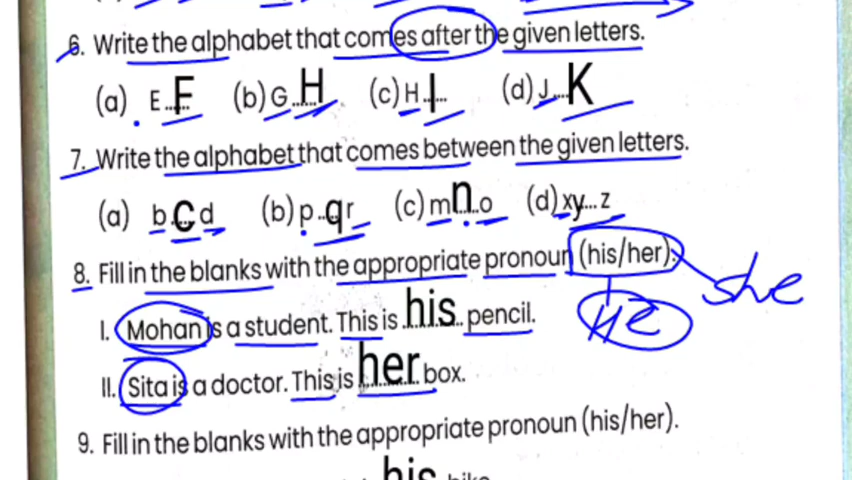 6. Write the alphabet that comes after the given letters.
(a) E...F (b) G...H (c) H...I (d) J...K
7. Write the alphabet that comes between the given letters.
(a) b c d (b) p...q r (c) m n...o (d) x y... z
8. Fill in the blanks with the appropriate pronoun (his/her).
she
I. Mohan is a student. This is his pencil.
He
II. Sita is a doctor. This is her box.
9. Fill in the blanks with the appropriate pronoun (his/her).
his bike